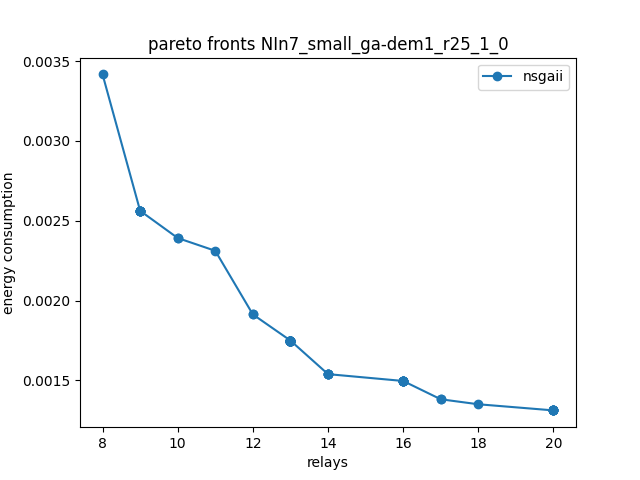 pareto fronts NIn7_small_ga-dem1_r25_1_0
nsgaii
energy consumption
0.0035
0.0030
0.0025
0.0020
0.0015
8 10 12 14 16 18 20
relays